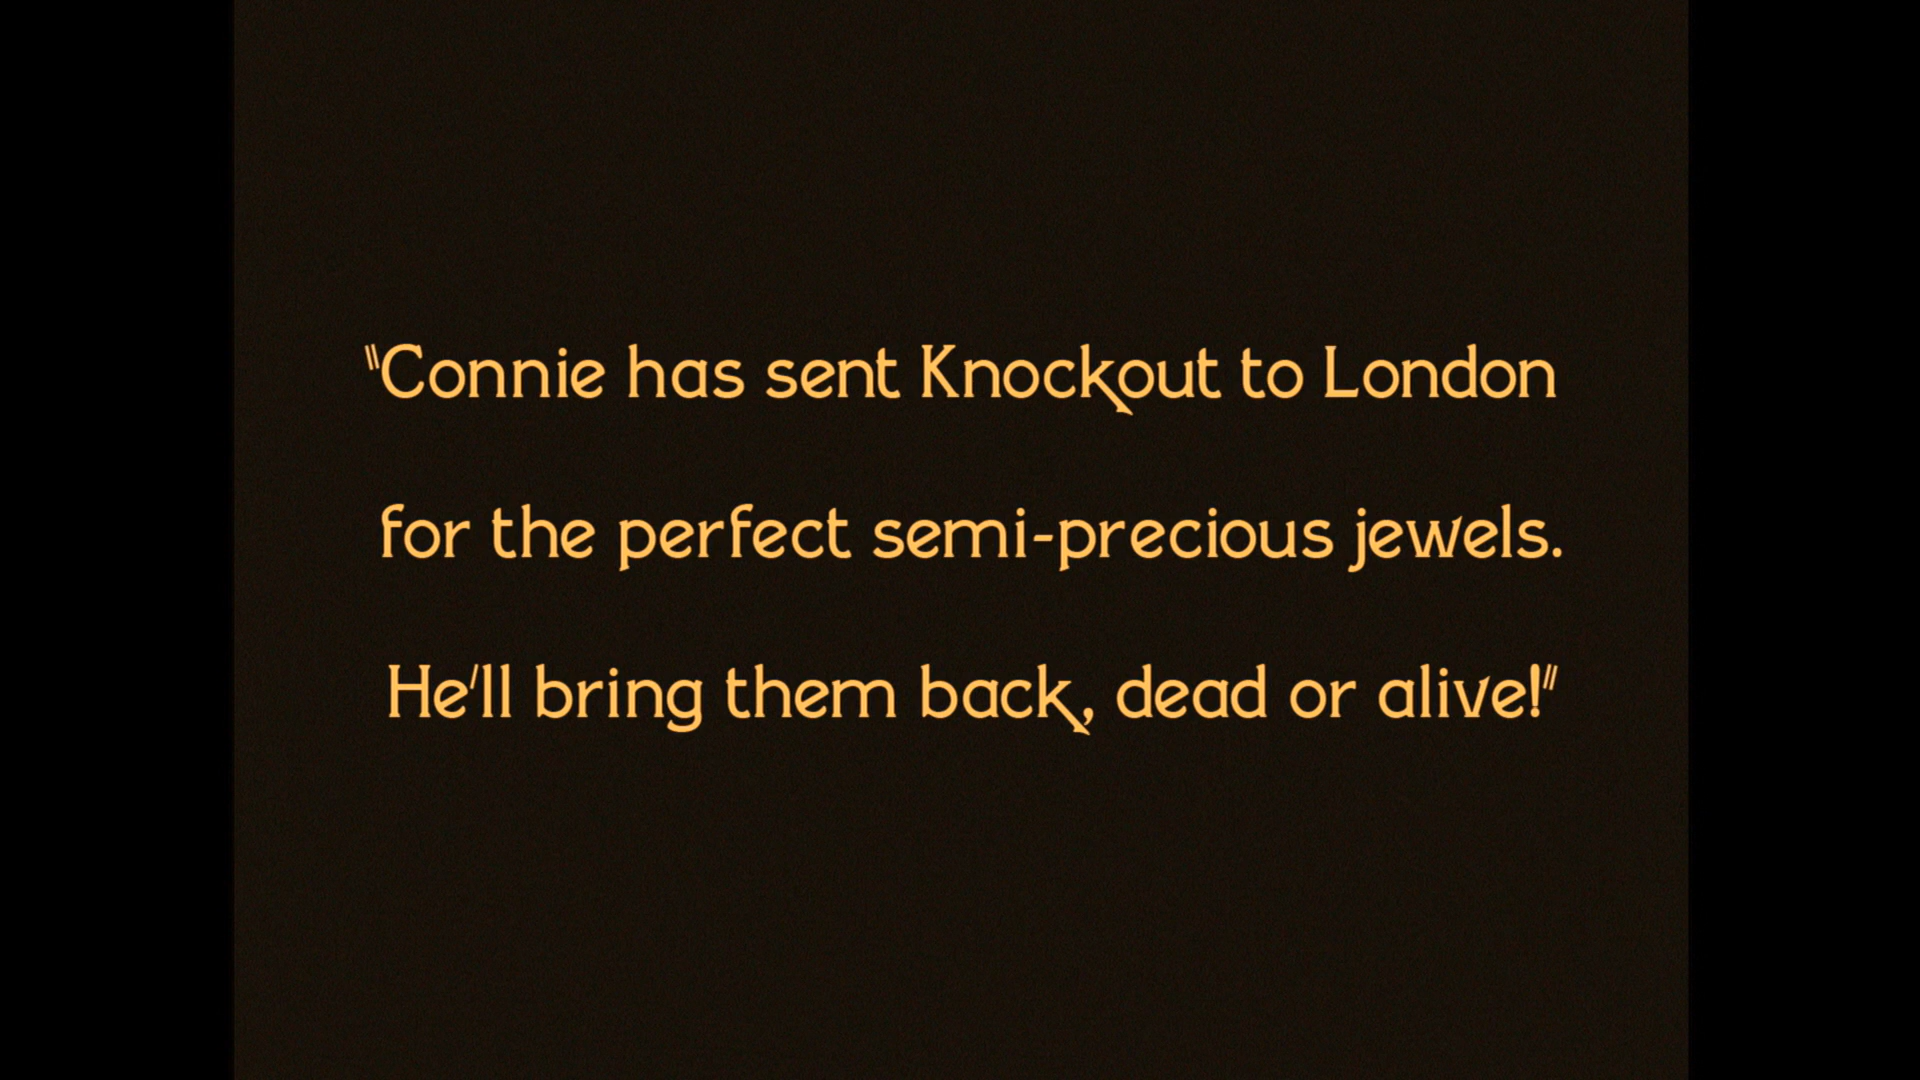 "Connie has sent Knockout to London
for the perfect semi-precious jewels.
He'll bring them back, dead or alive!"